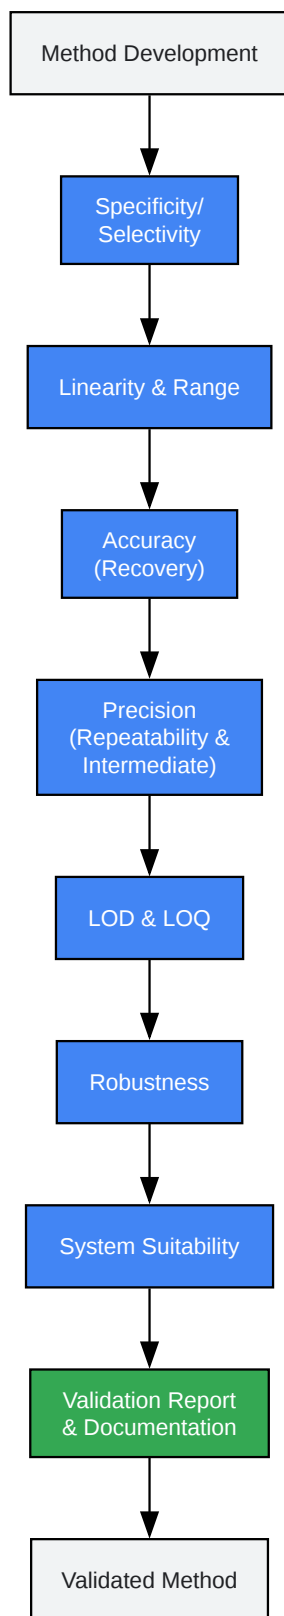 Method Development
Specificity/
Selectivity
Linearity & Range
Accuracy
(Recovery)
Precision
(Repeatability &
Intermediate)
LOD & LOQ
Robustness
System Suitability
Validation Report
& Documentation
Validated Method